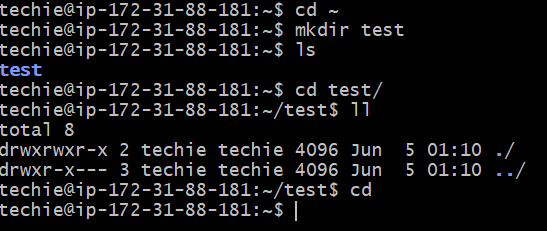 techie@ip-172-31-88-181:~$ cd ~
techie@ip-172-31-88-181:~$ mkdir test
techie@ip-172-31-88-181:~$ ls
test
techie@ip-172-31-88-181:~$ cd test/
techie@ip-172-31-88-181:~/test$ ll
total 8
drwxrwxr-x 2 techie techie 4096 Jun  5 01:10 ./
drwxr-x--- 3 techie techie 4096 Jun  5 01:10 ../
techie@ip-172-31-88-181:~/test$ cd
techie@ip-172-31-88-181:~$